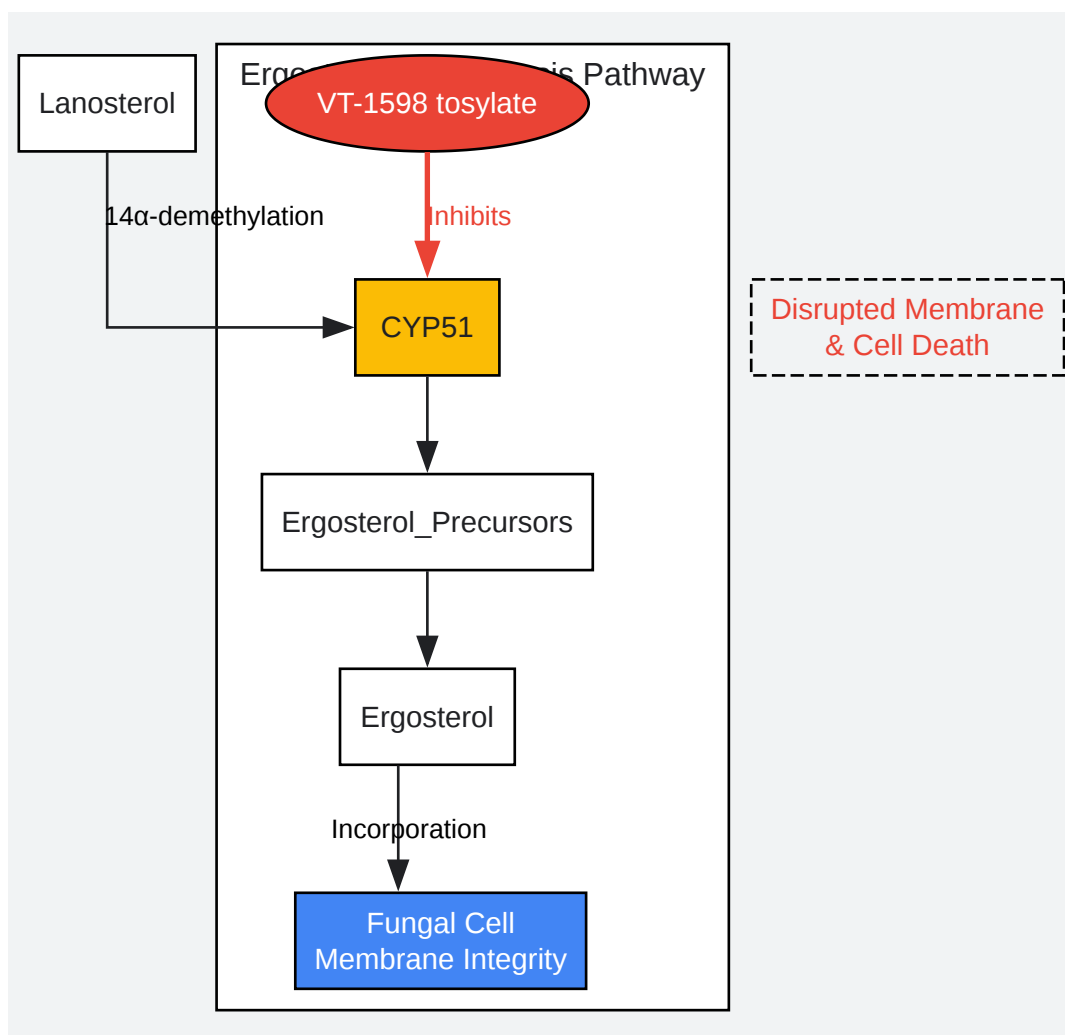 Pathway
VT-1598 tosylate
Lanosterol
14α-demethylation
Inhibits
CYP51
Disrupted Membrane
& Cell Death
Ergosterol_Precursors
Ergosterol
Incorporation
Fungal Cell
Membrane Integrity